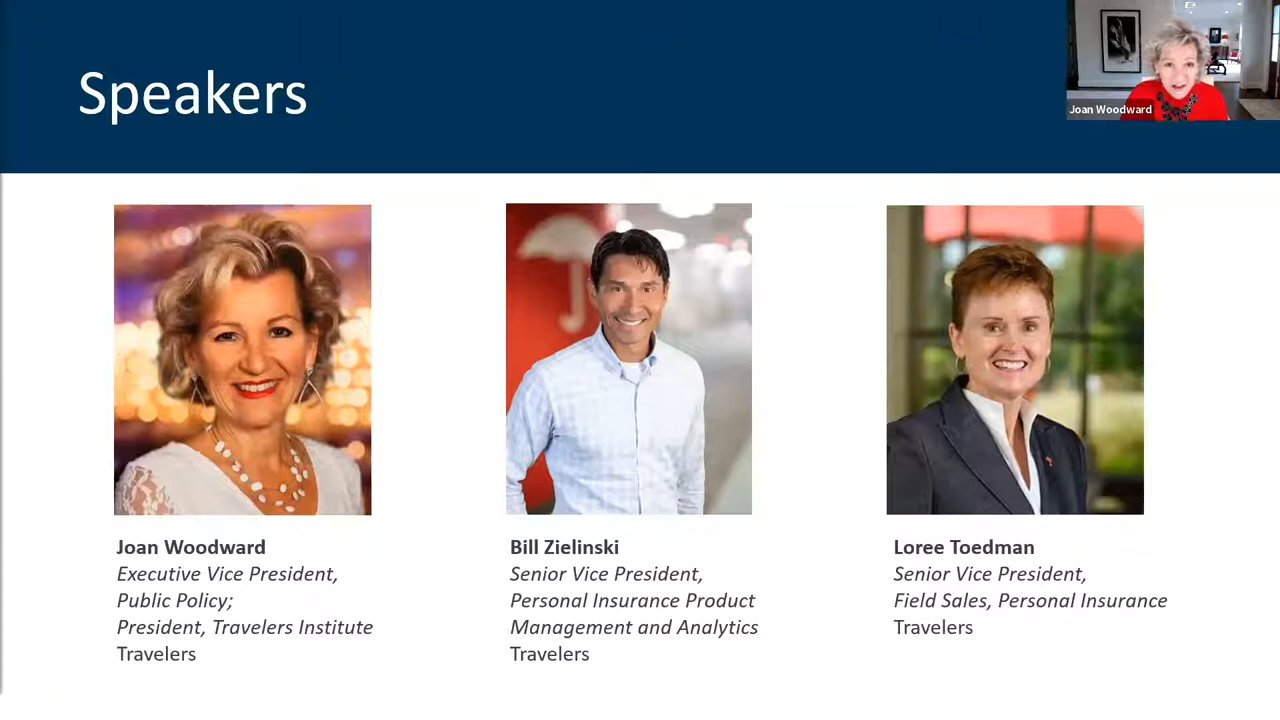 Speakers
Joan Woodward
Joan Woodward
Executive Vice President,
Public Policy;
President, Travelers Institute
Travelers
Bill Zielinski
Senior Vice President,
Personal Insurance Product
Management and Analytics
Travelers
Loree Toedman
Senior Vice President,
Field Sales, Personal Insurance
Travelers